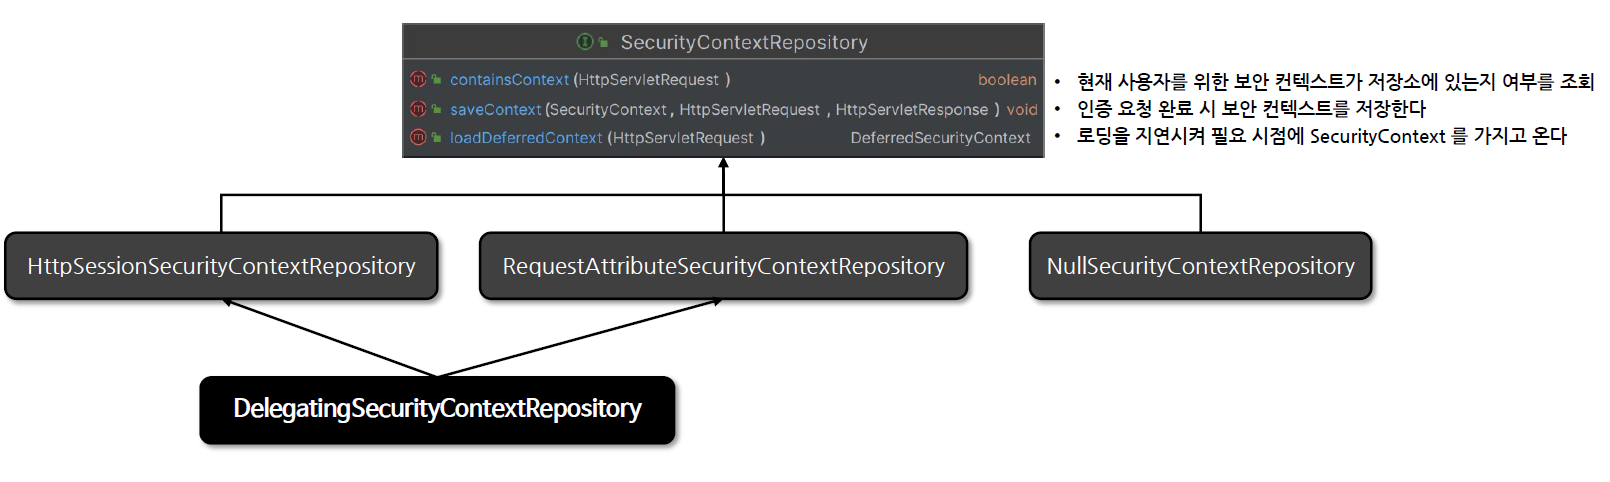 SecurityContextRepository
containsContext(HttpServletRequest ) boolean
saveContext(SecurityContext, HttpServletRequest , HttpServletResponse ) void
loadDeferredContext(HttpServletRequest ) DeferredSecurityContext
• 현재 사용자를 위한 보안 컨텍스트가 저장소에 있는지 여부를 조회
• 인증 요청 완료 시 보안 컨텍스트를 저장한다
• 로딩을 지연시켜 필요 시점에 SecurityContext 를 가지고 온다
HttpSessionSecurityContextRepository
RequestAttributeSecurityContextRepository
NullSecurityContextRepository
DelegatingSecurityContextRepository